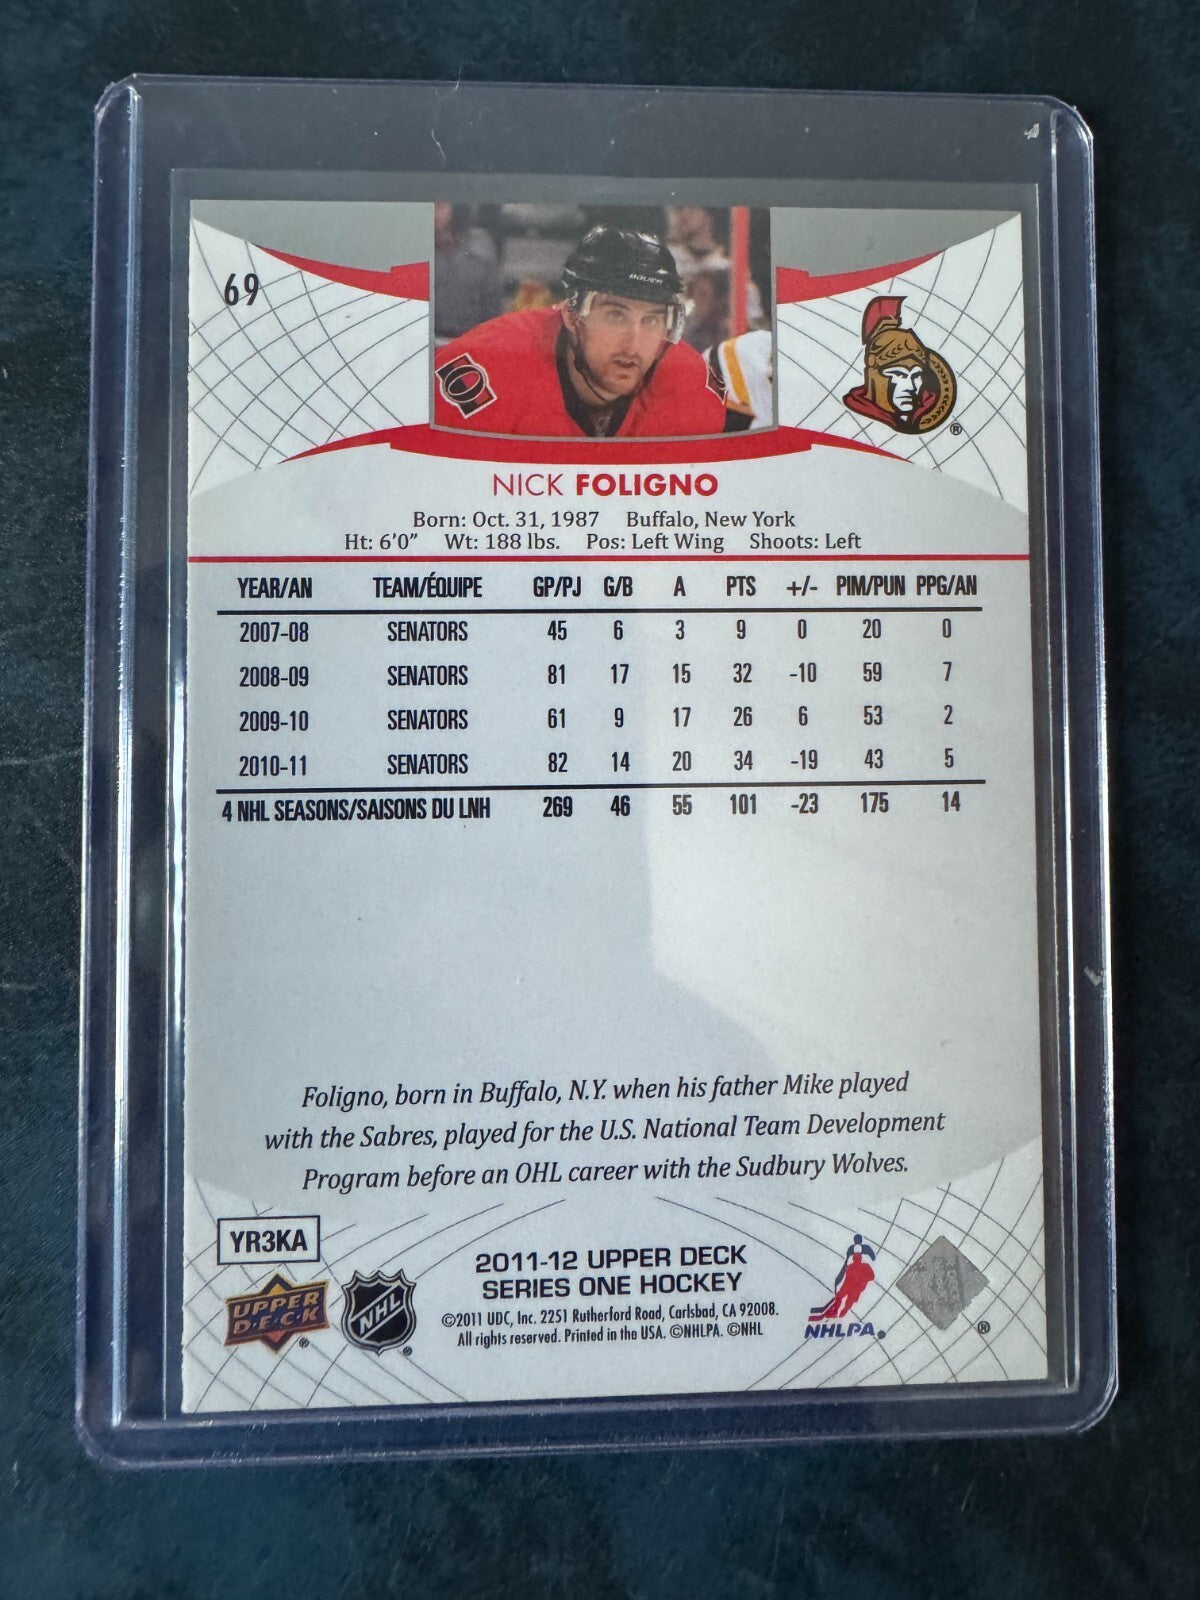 69
BAUER
®
NICK FOLIGNO
Born: Oct. 31, 1987 Buffalo, New York
Ht: 6'0" Wt: 188 lbs. Pos: Left Wing Shoots: Left
YEAR/AN TEAM/ÉQUIPE GP/PJ G/B A PTS +/- PIM/PUN PPG/AN
2007-08 SENATORS 45 6 3 9 0 20 0
2008-09 SENATORS 81 17 15 32 -10 59 7
2009-10 SENATORS 61 9 17 26 6 53 2
2010-11 SENATORS 82 14 20 34 -19 43 5
4 NHL SEASONS/SAISONS DU LNH 269 46 55 101 -23 175 14
Foligno, born in Buffalo, N.Y. when his father Mike played
with the Sabres, played for the U.S. National Team Development
Program before an OHL career with the Sudbury Wolves.
YR3KA
UPPER
DECK ®
NHL ®
2011-12 UPPER DECK
SERIES ONE HOCKEY
©2011 UDC, Inc. 2251 Rutherford Road, Carlsbad, CA 92008.
All rights reserved. Printed in the USA. ©NHLPA. ©NHL
NHLPA®
®